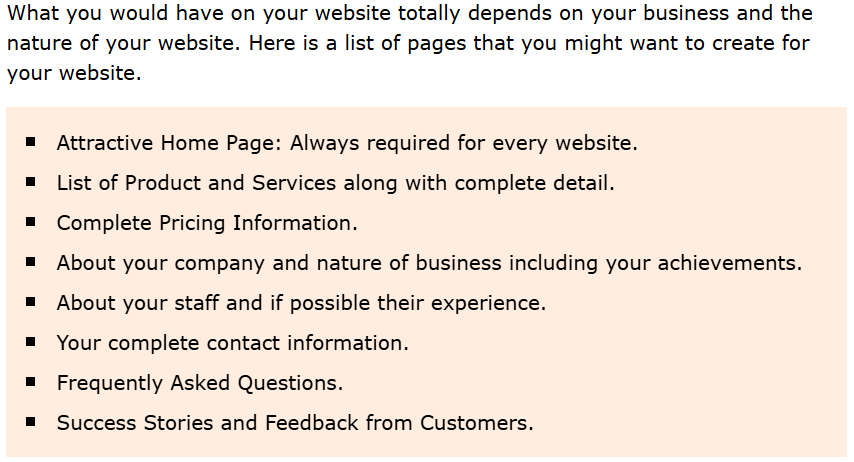 What you would have on your website totally depends on your business and the
nature of your website. Here is a list of pages that you might want to create for
your website.
Attractive Home Page: Always required for every website.
List of Product and Services along with complete detail.
Complete Pricing Information.
About your company and nature of business including your achievements.
About your staff and if possible their experience.
Your complete contact information.
Frequently Asked Questions.
Success Stories and Feedback from Customers.